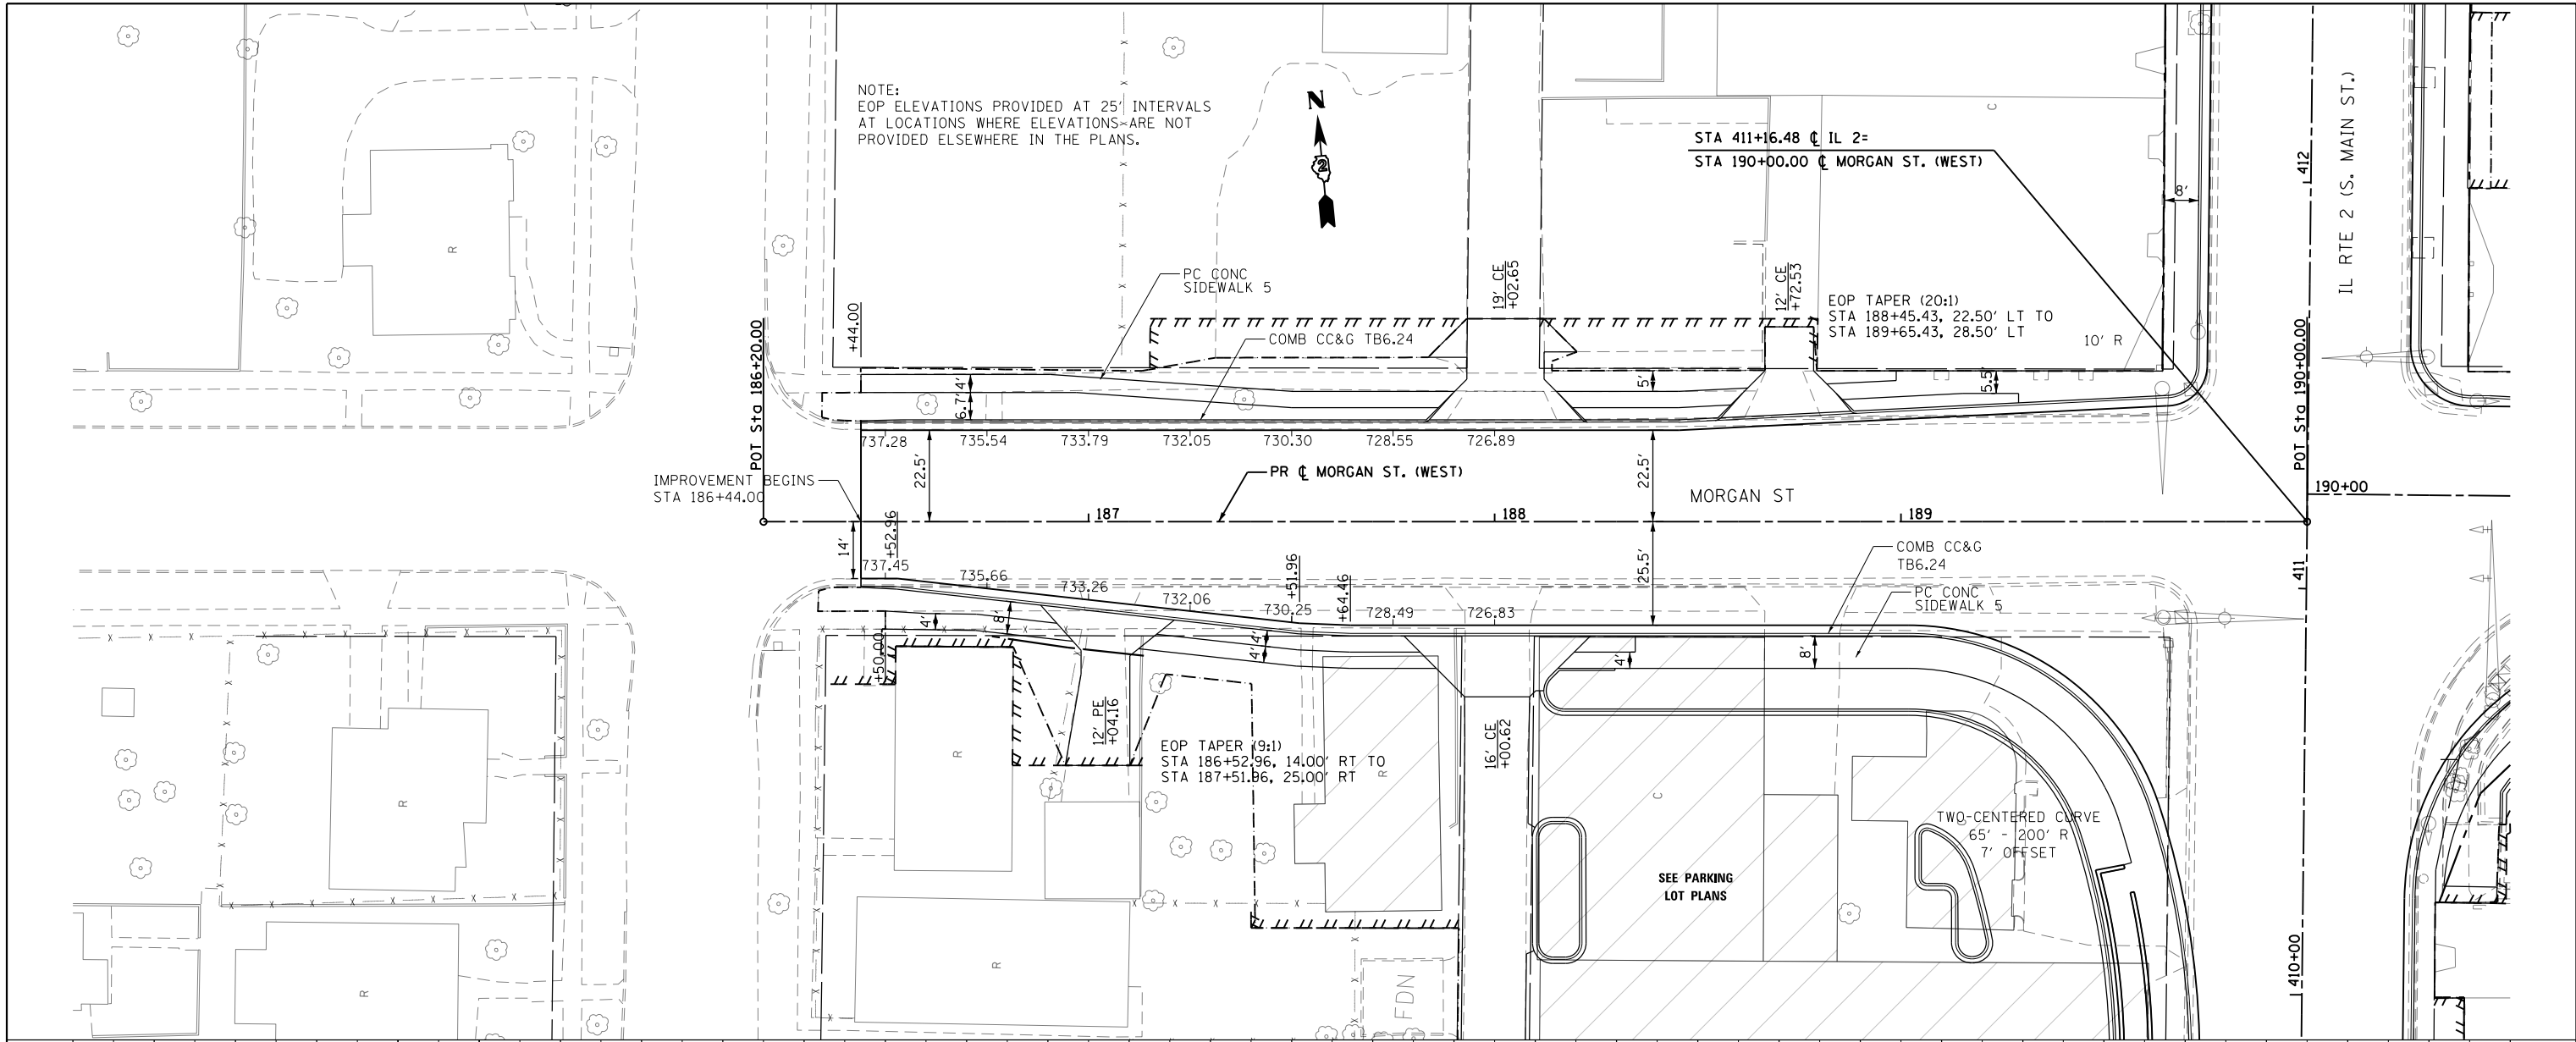 NOTE:
EOP ELEVATIONS PROVIDED AT 25' INTERVALS
AT LOCATIONS WHERE ELEVATIONS ARE NOT
PROVIDED ELSEWHERE IN THE PLANS.
N
2
STA 411+16.48 ℄ IL 2=
STA 190+00.00 ℄ MORGAN ST. (WEST)
C
412
IL RTE 2 (S. MAIN ST.)
8'
R
PC CONC
SIDEWALK 5
19' CE
+02.65
12' CE
+72.53
EOP TAPER (20:1)
STA 188+45.43, 22.50' LT TO
STA 189+65.43, 28.50' LT
10' R
+44.00
COMB CC&G TB6.24
POT Sta 186+20.00
POT Sta 190+00.00
4'
6.7'
5'
5.5'
737.28
735.54
733.79
732.05
730.30
728.55
726.89
22.5'
22.5'
IMPROVEMENT BEGINS
STA 186+44.00
PR ℄ MORGAN ST. (WEST)
MORGAN ST
190+00
187
188
189
14'
+52.96
737.45
735.66
733.26
732.06
+51.96
730.25
+64.46
728.49
726.83
25.5'
COMB CC&G
TB6.24
PC CONC
SIDEWALK 5
411
4'
8'
4'
4'
4'
8'
+50.00
12' PE
+04.16
EOP TAPER (9:1)
STA 186+52.96, 14.00' RT TO
STA 187+51.96, 25.00' RT
16' CE
+00.62
R
R
R
C
TWO-CENTERED CURVE
65' - 200' R
7' OFFSET
SEE PARKING
LOT PLANS
R
R
FDN
410+00